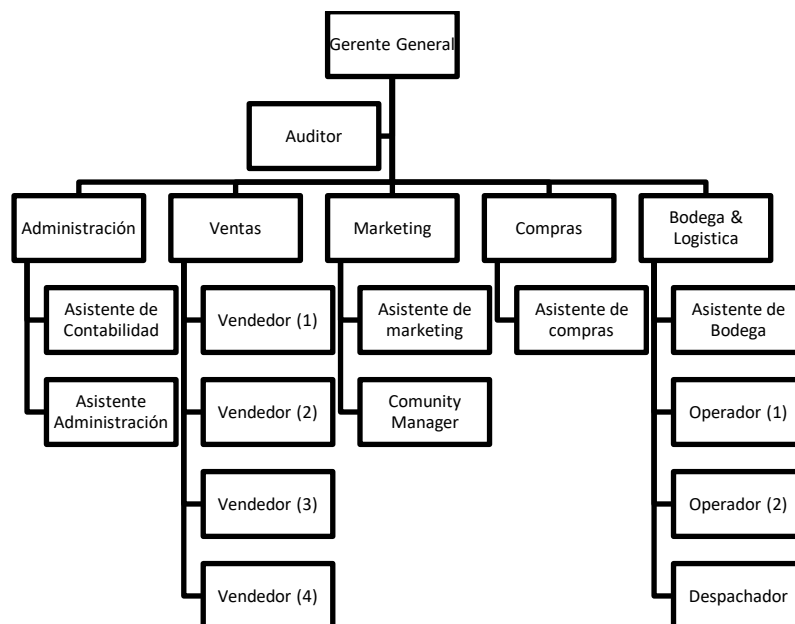 Gerente General
Auditor
Administración
Ventas
Marketing
Compras
Bodega &
Logistica
Asistente de
Contabilidad
Vendedor (1)
Asistente de
marketing
Asistente de
compras
Asistente de
Bodega
Asistente
Administración
Vendedor (2)
Comunity
Manager
Operador (1)
Vendedor (3)
Operador (2)
Vendedor (4)
Despachador